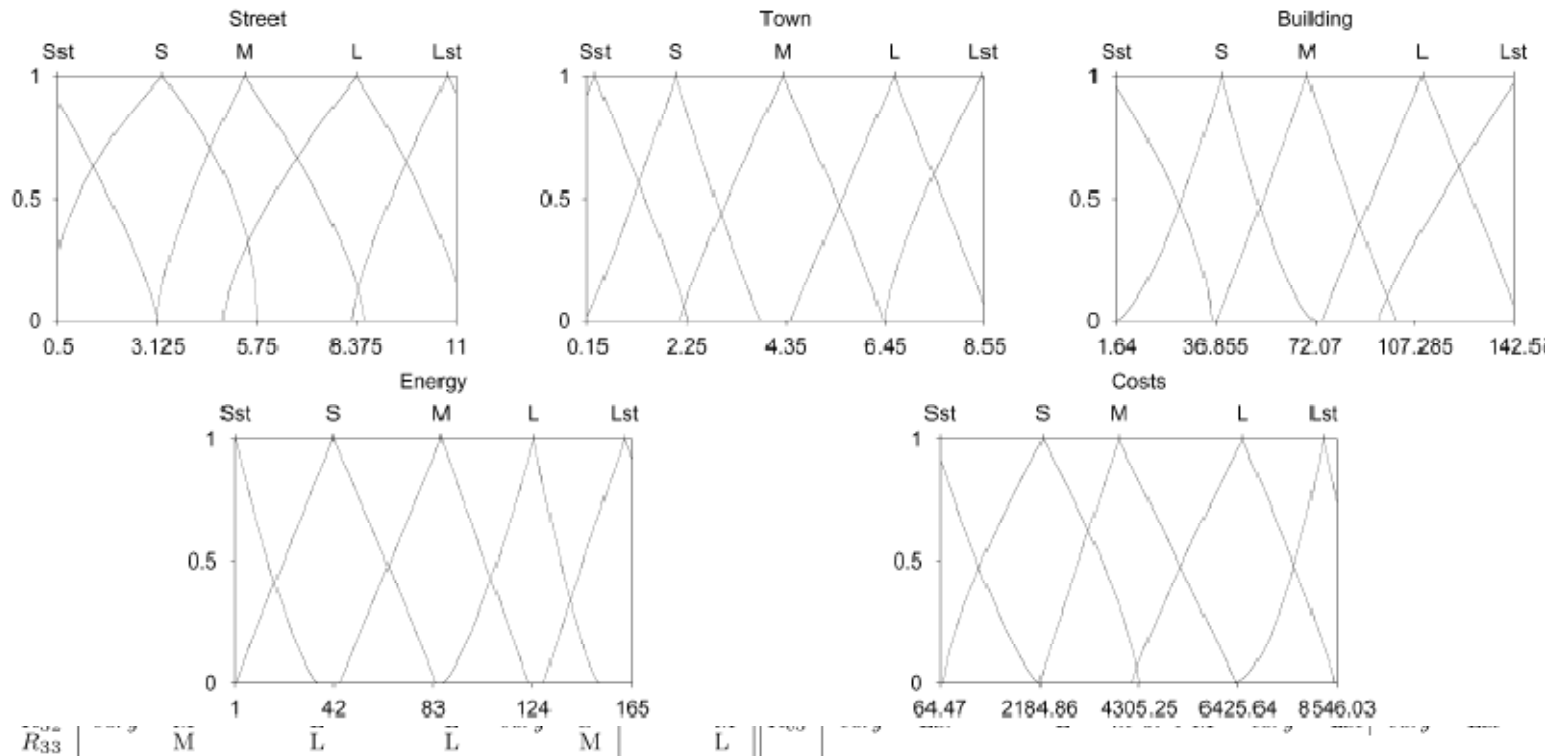 Street Town Building
Sst S M L Lst Sst S M L Lst Sst S M L Lst
1 1 1
0.5 0.5 0.5
0 0 0
0.5 3.125 5.75 8.375 11 0.15 2.25 4.35 6.45 8.55 1.64 36.855 72.07 107.285 142.5
Energy Costs
Sst S M L Lst Sst S M L Lst
1 1
0.5 0.5
0 0
1 42 83 124 165 64.47 2184.86 4305.25 6425.64 8546.03
R33 M L L M L